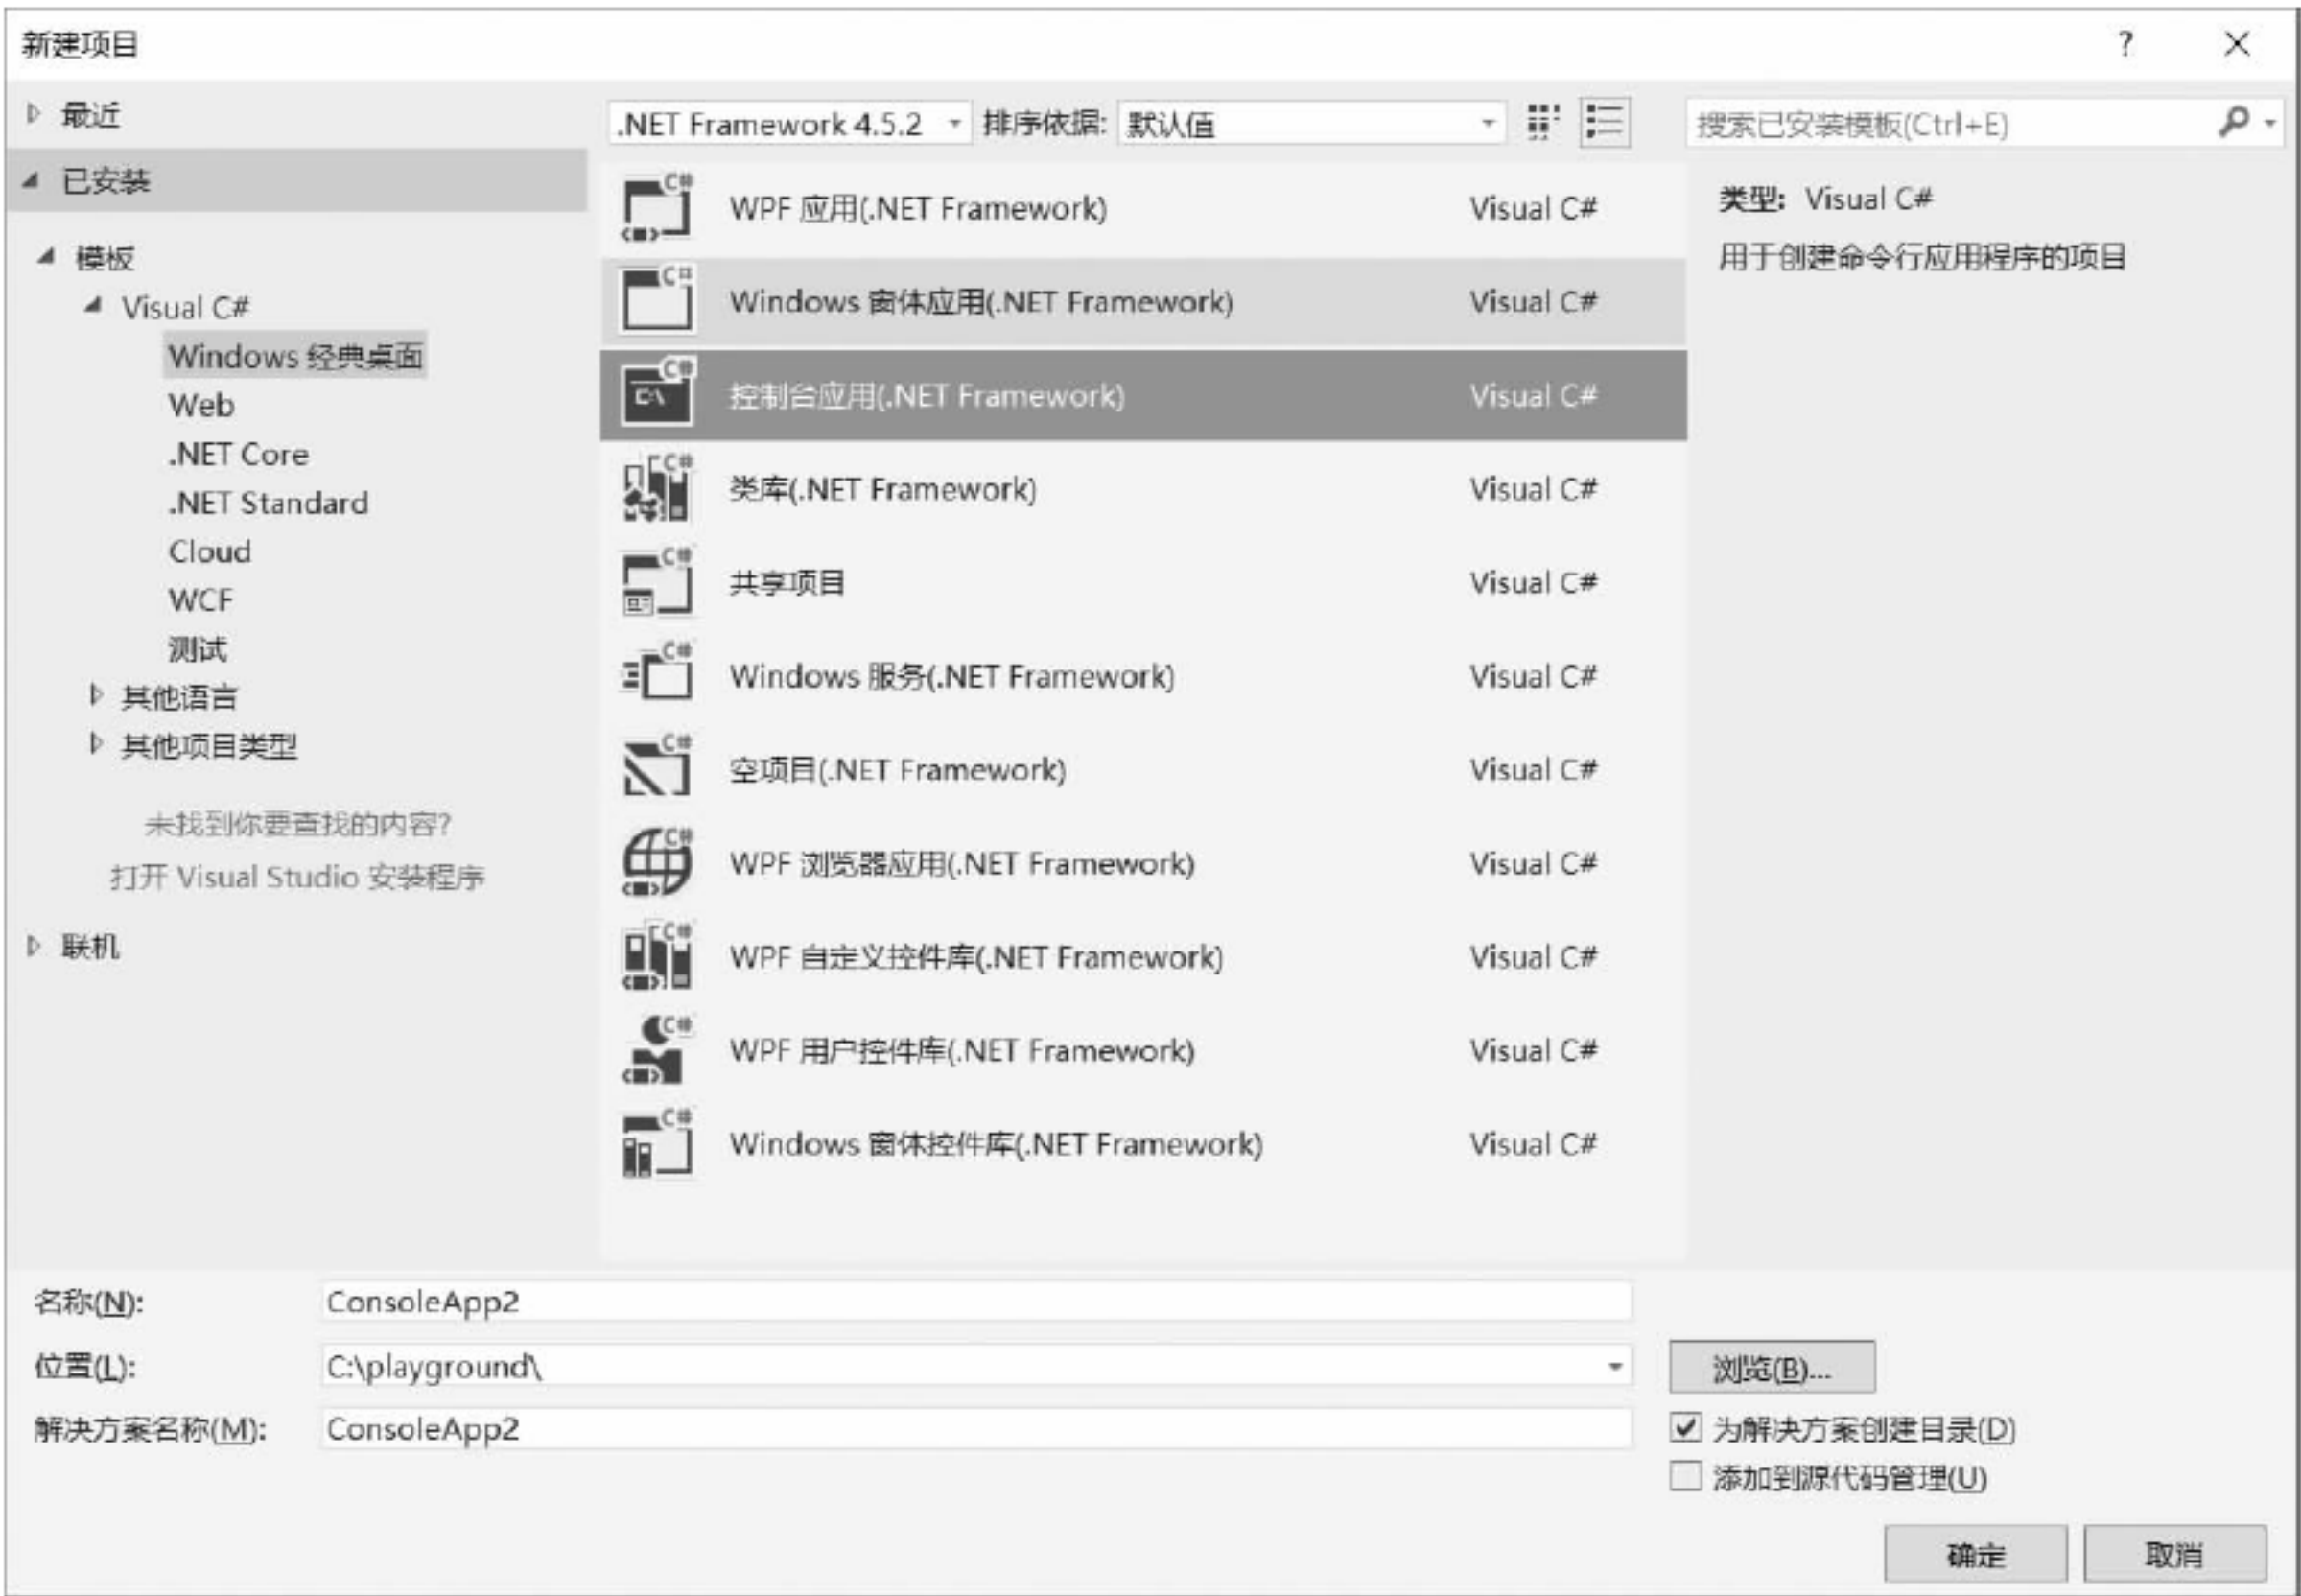 新建项目
?
最近
已安装
模板
Visual C#
Windows 经典桌面
Web
.NET Core
.NET Standard
Cloud
WCF
测试
其他语言
其他项目类型
未找到你要查找的内容?
打开 Visual Studio 安装程序
联机
.NET Framework 4.5.2 排序依据: 默认值
WPF 应用(.NET Framework) Visual C#
Windows 窗体应用(.NET Framework) Visual C#
控制台应用(.NET Framework) Visual C#
类库(.NET Framework) Visual C#
共享项目 Visual C#
Windows 服务(.NET Framework) Visual C#
空项目(.NET Framework) Visual C#
WPF 浏览器应用(.NET Framework) Visual C#
WPF 自定义控件库(.NET Framework) Visual C#
WPF 用户控件库(.NET Framework) Visual C#
Windows 窗体控件库(.NET Framework) Visual C#
搜索已安装模板(Ctrl+E)
类型: Visual C#
用于创建命令行应用程序的项目
名称(N): ConsoleApp2
位置(L): C:\playground\
浏览(B)...
解决方案名称(M): ConsoleApp2
为解决方案创建目录(D)
添加到源代码管理(U)
确定 取消